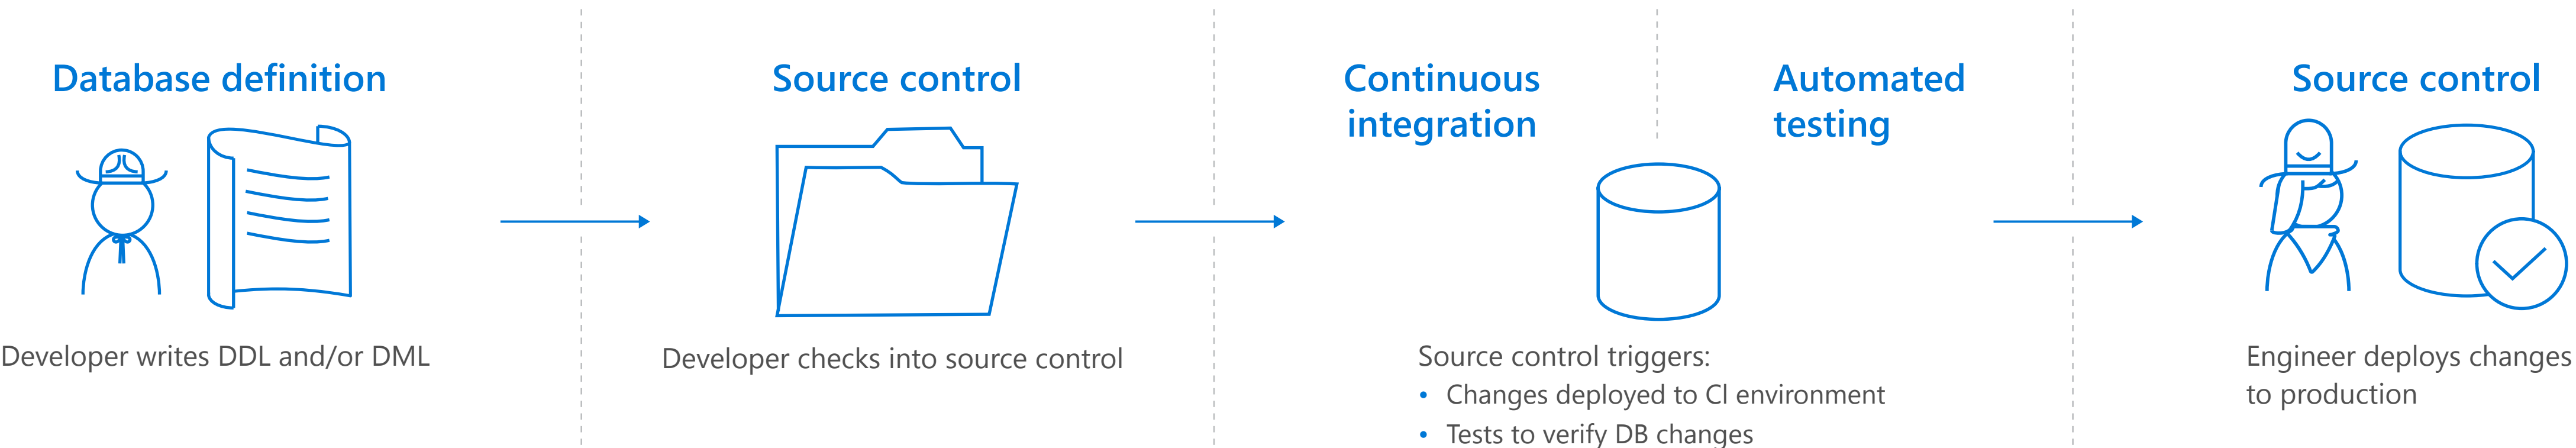 Database definition
Developer writes DDL and/or DML
Source control
Developer checks into source control
Continuous
integration
Automated
testing
Source control triggers:
• Changes deployed to CI environment
• Tests to verify DB changes
Source control
Engineer deploys changes
to production